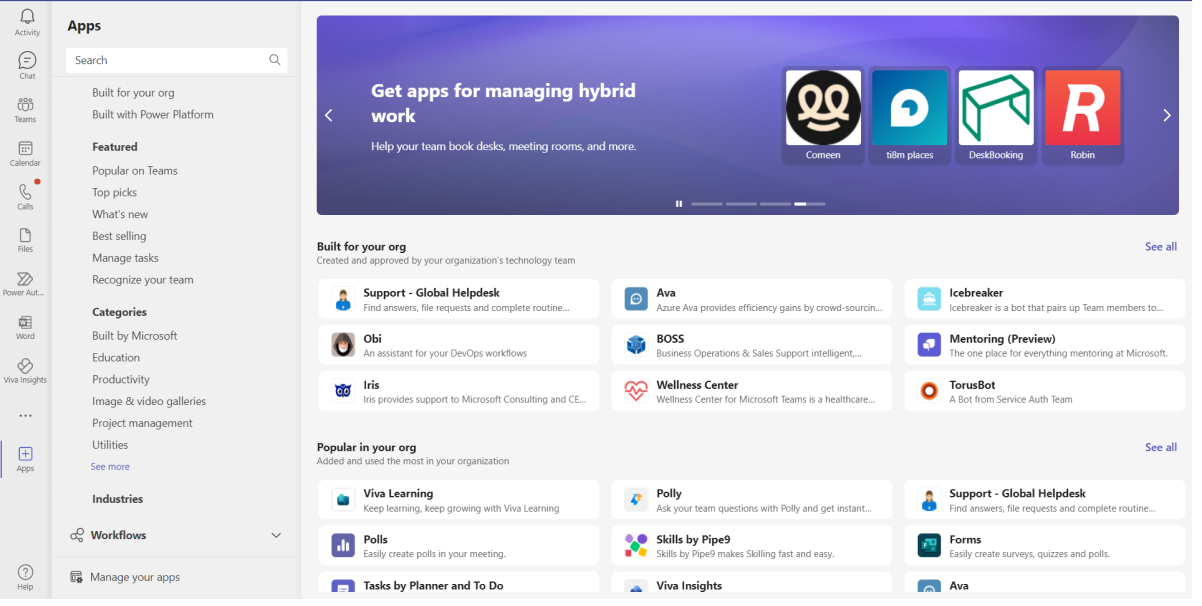 Activity
Chat
Teams
Calendar
Calls
Files
Power Aut...
Word
Viva Insights
Apps
Help
Apps
Search
Built for your org
Built with Power Platform
Featured
Popular on Teams
Top picks
What's new
Best selling
Manage tasks
Recognize your team
Categories
Built by Microsoft
Education
Productivity
Image & video galleries
Project management
Utilities
See more
Industries
Workflows
Manage your apps
Get apps for managing hybrid
work
Help your team book desks, meeting rooms, and more.
Comeen
ti8m places
DeskBooking
R
Robin
Built for your org
See all
Created and approved by your organization's technology team
Support - Global Helpdesk
Find answers, file requests and complete routine...
Ava
Azure Ava provides efficiency gains by crowd-sourcin...
Icebreaker
Icebreaker is a bot that pairs up Team members to...
Obi
An assistant for your DevOps workflows
BOSS
Business Operations & Sales Support intelligent,...
Mentoring (Preview)
The one place for everything mentoring at Microsoft.
Iris
Iris provides support to Microsoft Consulting and CE...
Wellness Center
Wellness Center for Microsoft Teams is a healthcare...
TorusBot
A Bot from Service Auth Team
Popular in your org
See all
Added and used the most in your organization
Viva Learning
Keep learning, keep growing with Viva Learning
Polly
Ask your team questions with Polly and get instant...
Support - Global Helpdesk
Find answers, file requests and complete routine...
Polls
Easily create polls in your meeting.
Skills by Pipe9
Skills by Pipe9 makes Skilling fast and easy.
Forms
Easily create surveys, quizzes and polls.
Tasks by Planner and To Do
Viva Insights
Ava